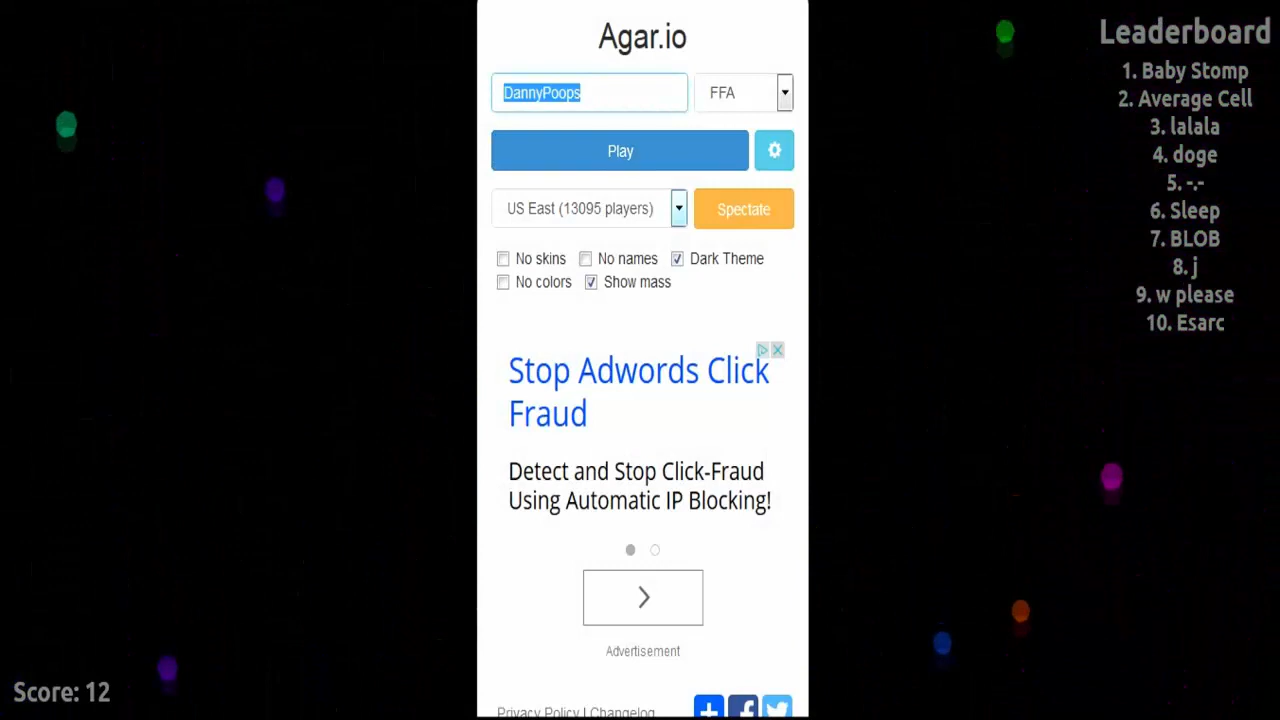 Agar.io
DannyPoops
FFA
Play
US East (13095 players)
Spectate
No skins
No names
Dark Theme
No colors
Show mass
Stop Adwords Click
Fraud
Detect and Stop Click-Fraud
Using Automatic IP Blocking!
Advertisement
Privacy Policy | Changelog
Leaderboard
1. Baby Stomp
2. Average Cell
3. lalala
4. doge
5. -.-
6. Sleep
7. BLOB
8. j
9. w please
10. Esarc
Score: 12